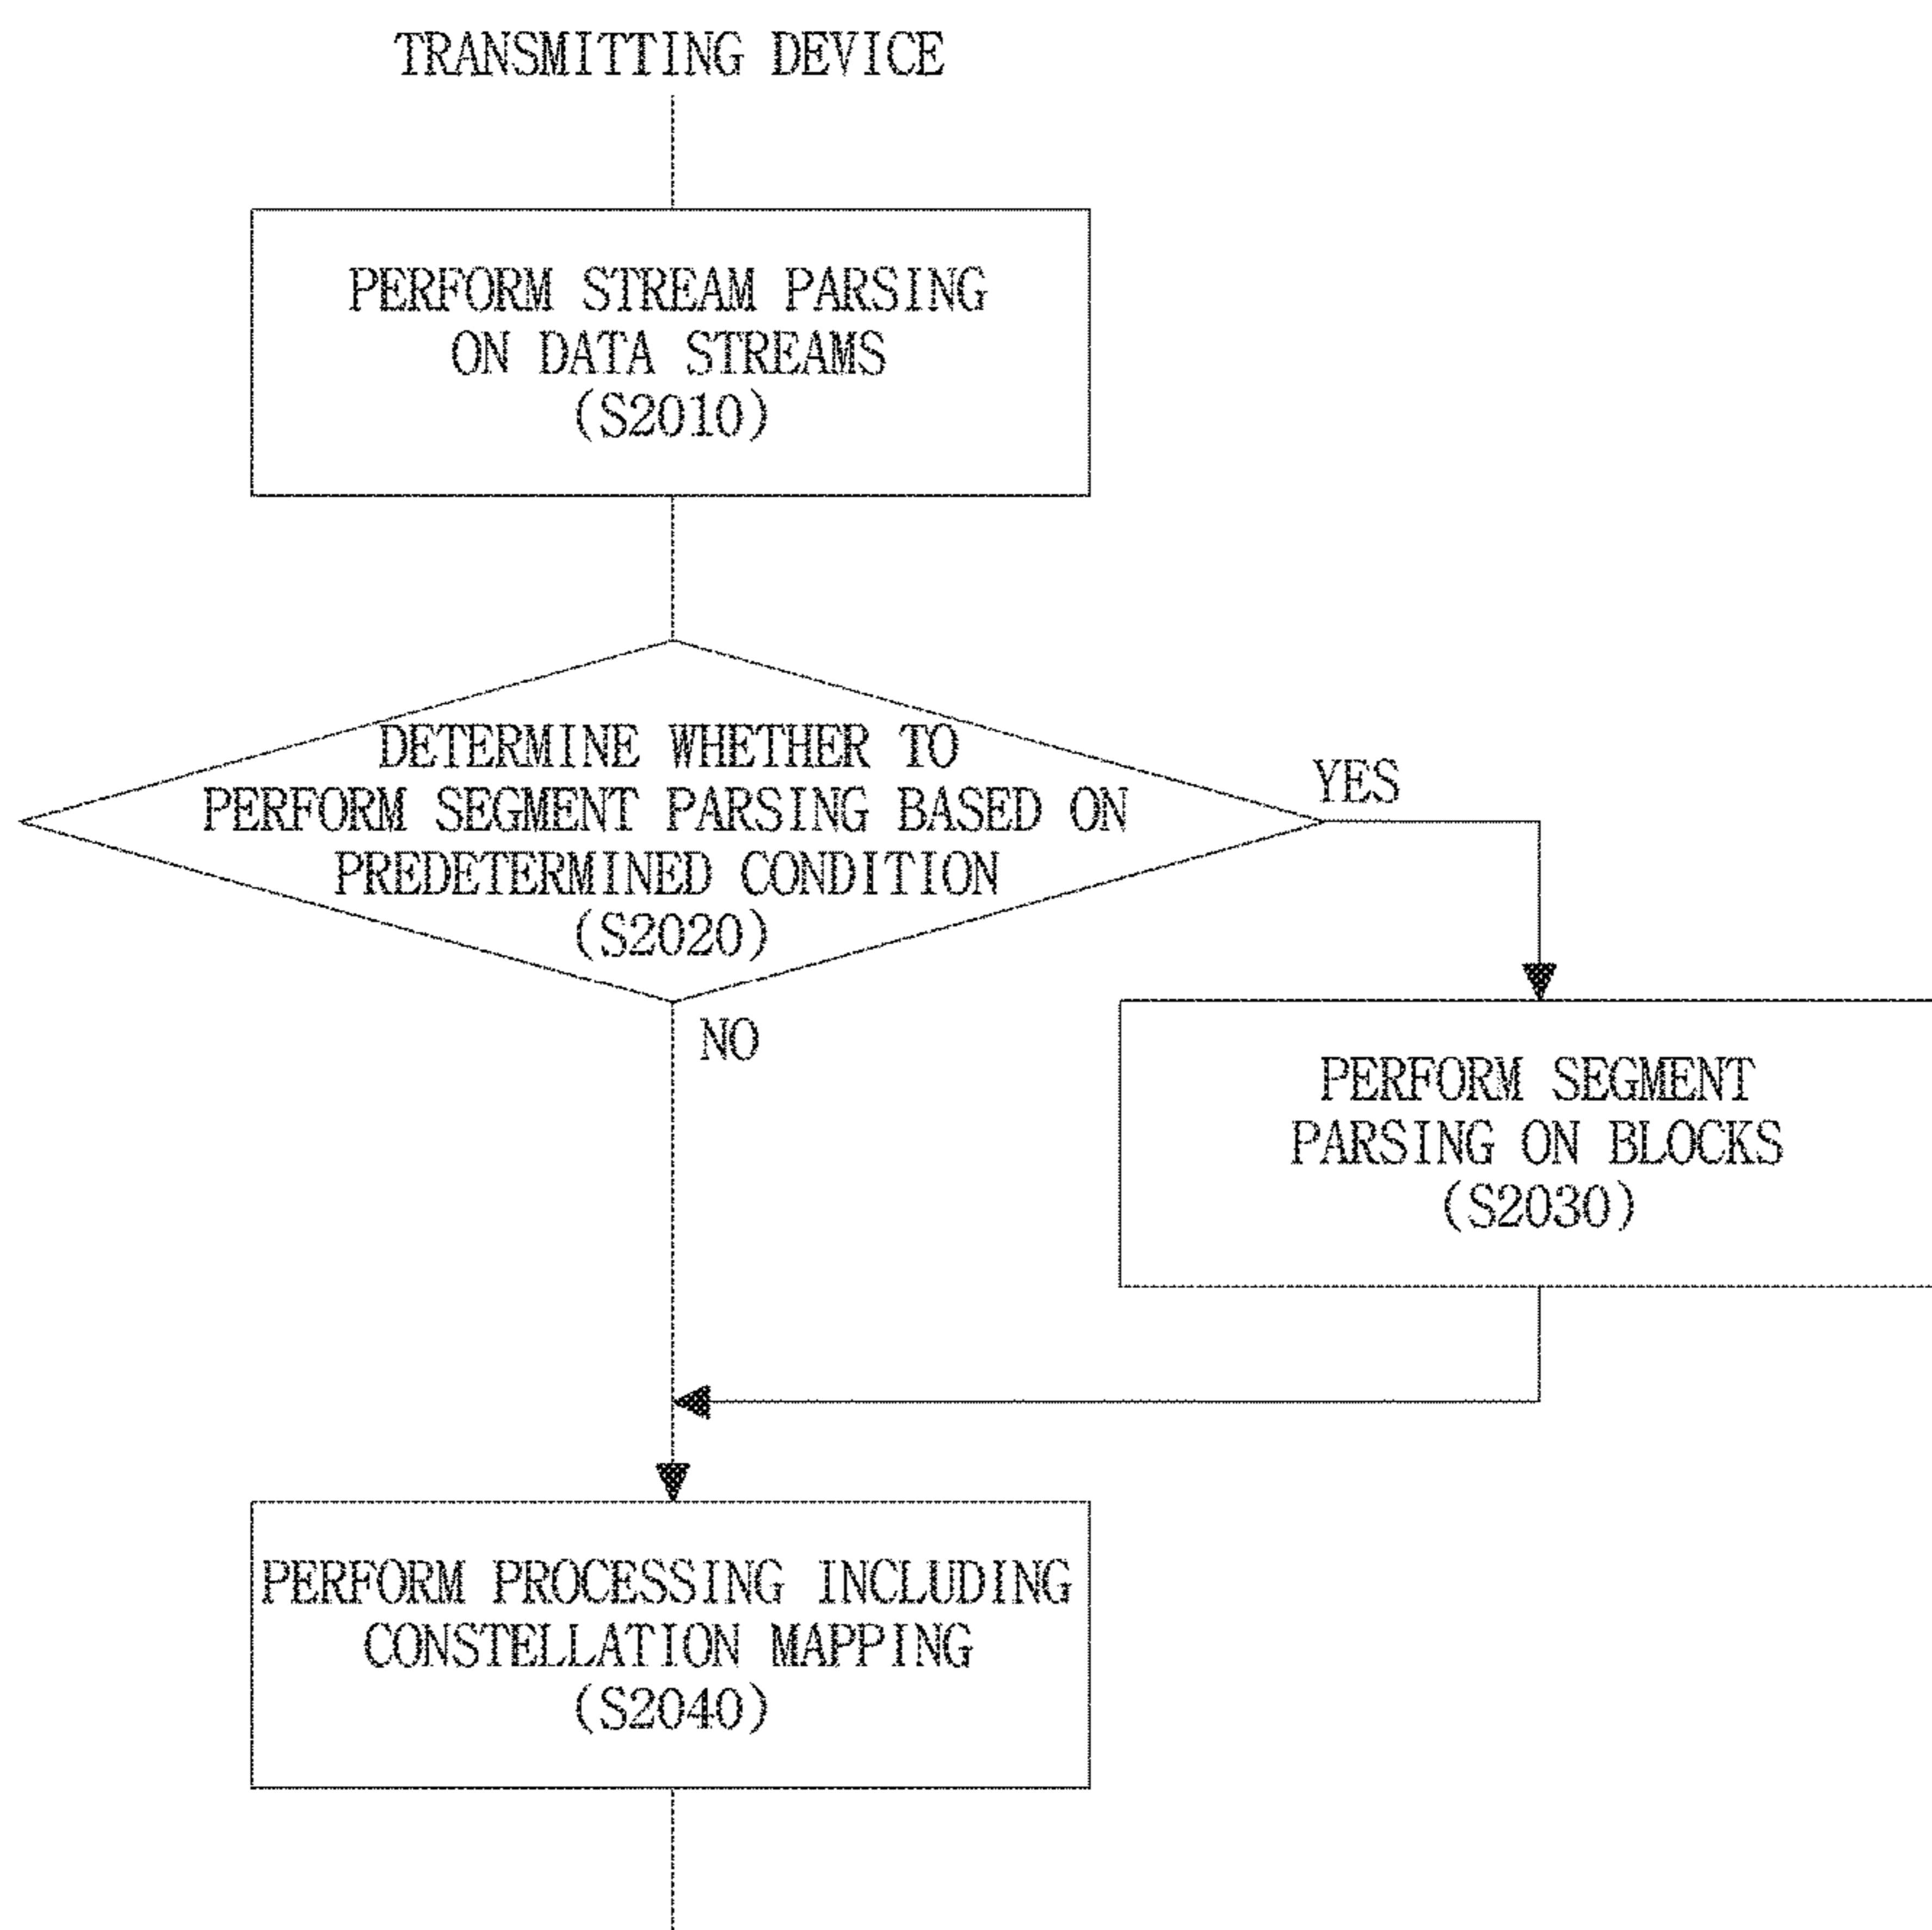 TRANSMITTING DEVICE
PERFORM STREAM PARSING
ON DATA STREAMS
(S2010)
DETERMINE WHETHER TO
PERFORM SEGMENT PARSING BASED ON
PREDETERMINED CONDITION
(S2020)
YES
NO
PERFORM SEGMENT
PARSING ON BLOCKS
(S2030)
PERFORM PROCESSING INCLUDING
CONSTELLATION MAPPING
(S2040)